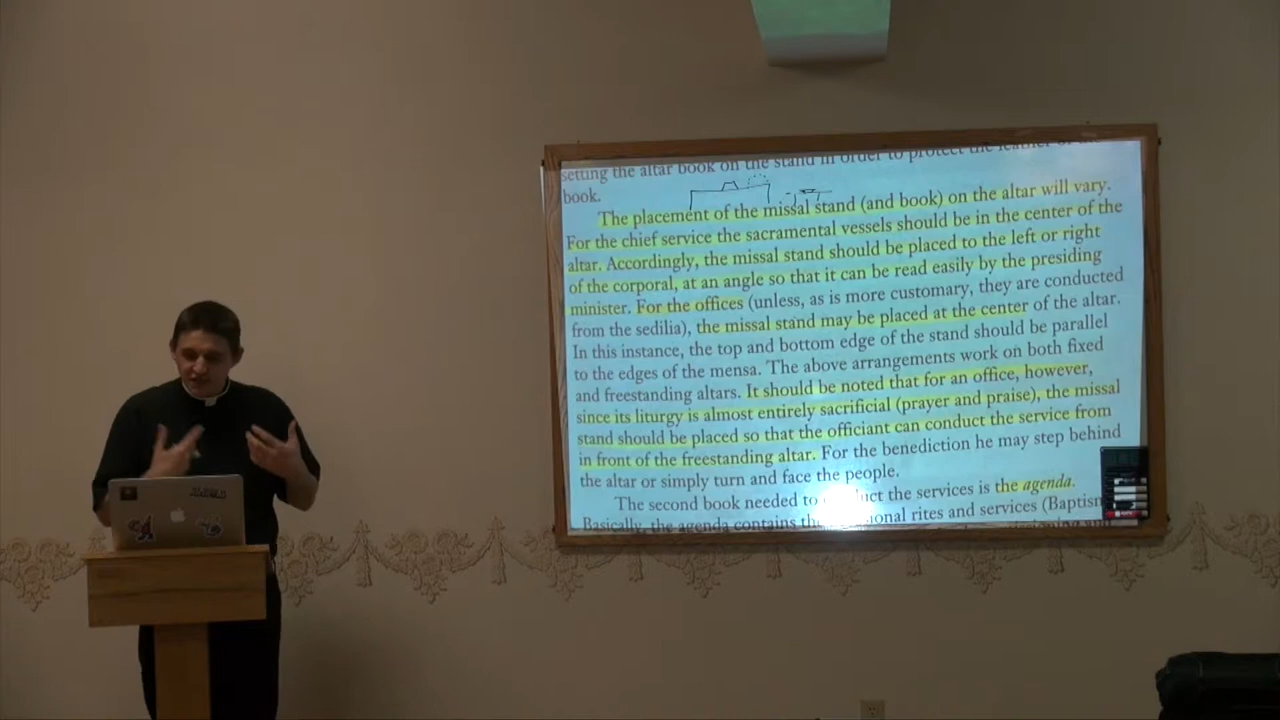 setting the altar book on the stand in order to protect the leather of the
book.
The placement of the missal stand (and book) on the altar will vary.
For the chief service the sacramental vessels should be in the center of the
altar. Accordingly, the missal stand should be placed to the left or right
of the corporal, at an angle so that it can be read easily by the presiding
minister. For the offices (unless, as is more customary, they are conducted
from the sedilia), the missal stand may be placed at the center of the altar.
In this instance, the top and bottom edge of the stand should be parallel
to the edges of the mensa. The above arrangements work on both fixed
and freestanding altars. It should be noted that for an office, however,
since its liturgy is almost entirely sacrificial (prayer and praise), the missal
stand should be placed so that the officiant can conduct the service from
in front of the freestanding altar. For the benediction he may step behind
the altar or simply turn and face the people.
The second book needed to the services is the agenda.
Basically, the agenda contains rites and services (Baptism